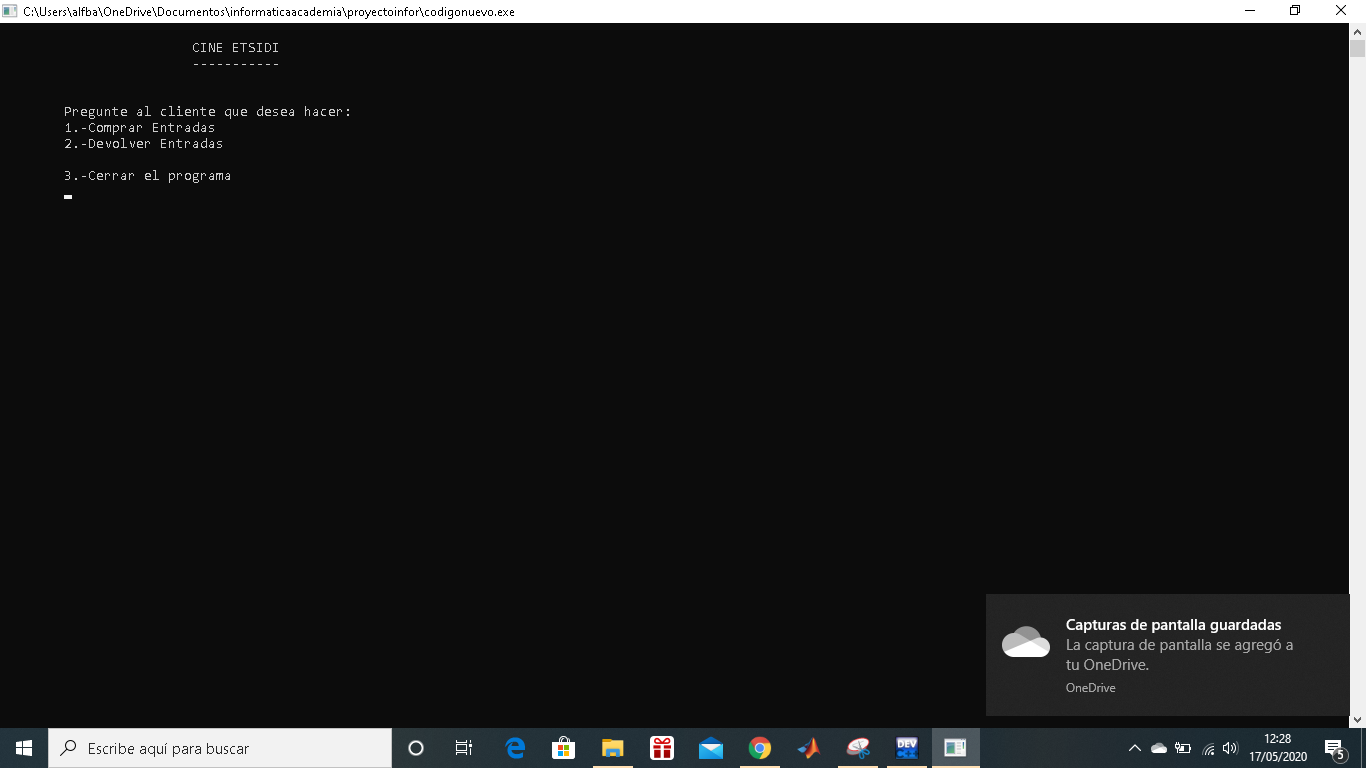 C:\Users\alfba\OneDrive\Documentos\informaticaacademia\proyectoinfor\codigonuevo.exe
CINE ETSIDI
-----------
Pregunte al cliente que desea hacer:
1.-Comprar Entradas
2.-Devolver Entradas
3.-Cerrar el programa
Capturas de pantalla guardadas
La captura de pantalla se agregó a
tu OneDrive.
OneDrive
Escribe aquí para buscar
DEV
C++
12:28
17/05/2020
5